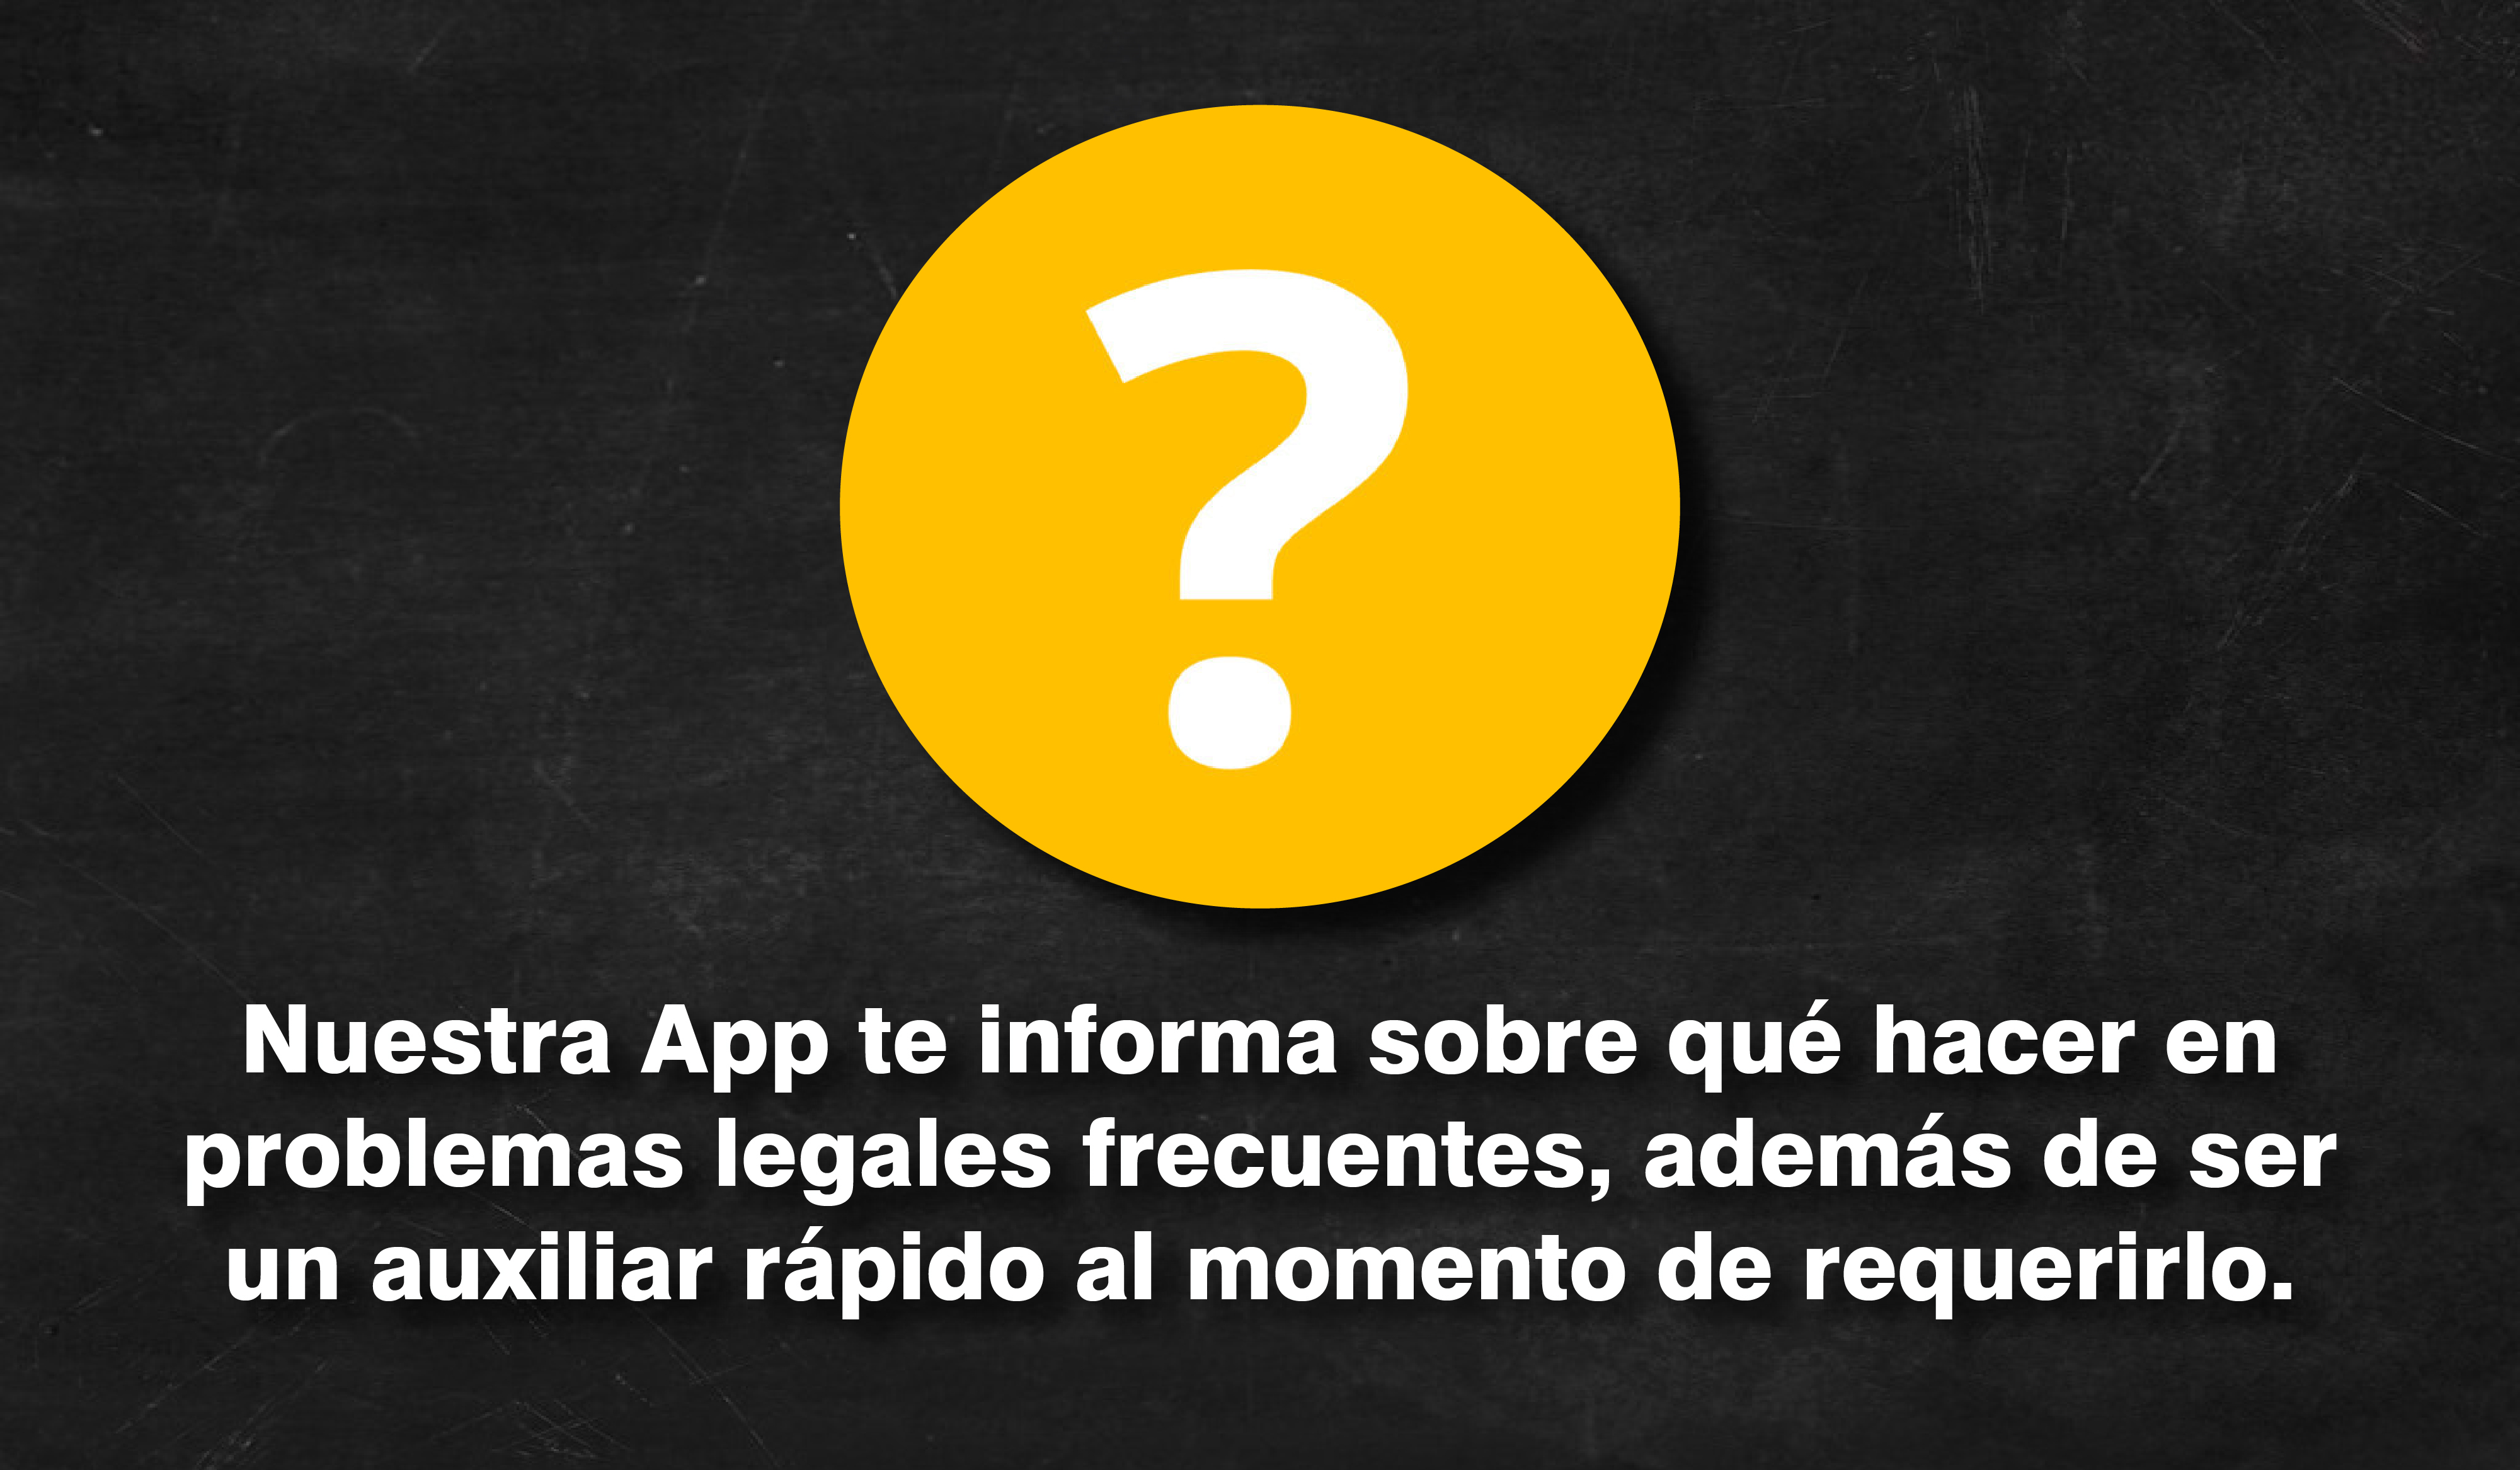 ?
Nuestra App te informa sobre qué hacer en
problemas legales frecuentes, además de ser
un auxiliar rápido al momento de requerirlo.